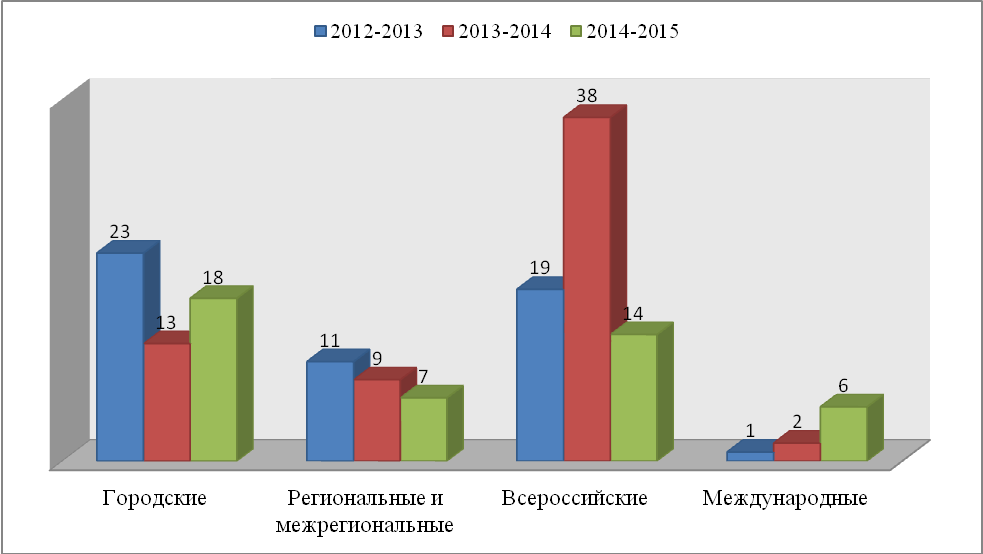 2012-2013 2013-2014 2014-2015
23 13 18
11 9 7
19 38 14
1 2 6
Городские
Региональные и
межрегиональные
Всероссийские
Международные